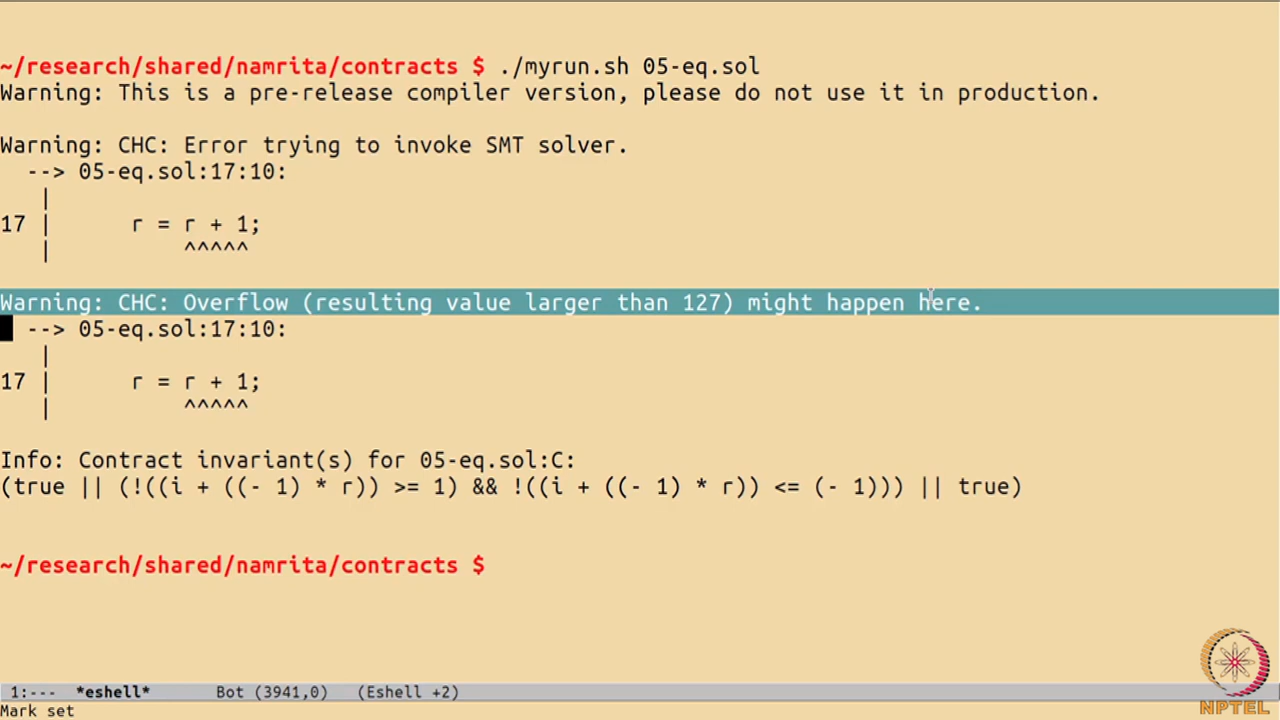 ~/research/shared/namrita/contracts $ ./myrun.sh 05-eq.sol
Warning: This is a pre-release compiler version, please do not use it in production.
Warning: CHC: Error trying to invoke SMT solver.
--> 05-eq.sol:17:10:
|
17 | r = r + 1;
| ^^^^^
Warning: CHC: Overflow (resulting value larger than 127) might happen here.
--> 05-eq.sol:17:10:
|
17 | r = r + 1;
| ^^^^^
Info: Contract invariant(s) for 05-eq.sol:C:
(true || (!((i + ((- 1) * r)) >= 1) && !((i + ((- 1) * r)) <= (- 1))) || true)
~/research/shared/namrita/contracts $
1:--- *eshell* Bot (3941,0) (Eshell +2)
Mark set
NPTEL